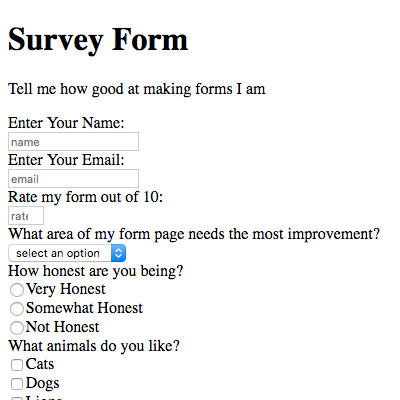 Survey Form
Tell me how good at making forms I am
Enter Your Name:
name
Enter Your Email:
email
Rate my form out of 10:
What area of my form page needs the most improvement?
select an option
How honest are you being?
Very Honest
Somewhat Honest
Not Honest
What animals do you like?
Cats
Dogs